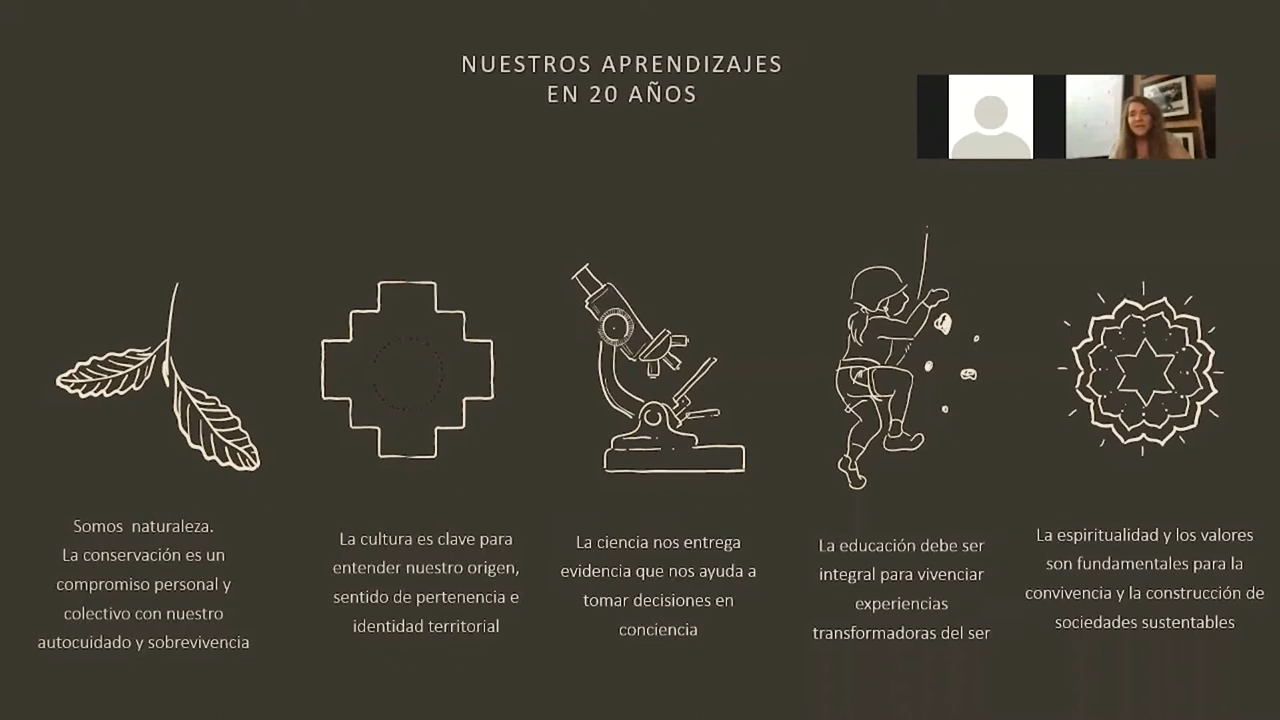 NUESTROS APRENDIZAJES
EN 20 AÑOS
Somos naturaleza.
La conservación es un
compromiso personal y
colectivo con nuestro
autocuidado y sobrevivencia
La cultura es clave para
entender nuestro origen,
sentido de pertenencia e
identidad territorial
La ciencia nos entrega
evidencia que nos ayuda a
tomar decisiones en
conciencia
La educación debe ser
integral para vivenciar
experiencias
transformadoras del ser
La espiritualidad y los valores
son fundamentales para la
convivencia y la construcción de
sociedades sustentables